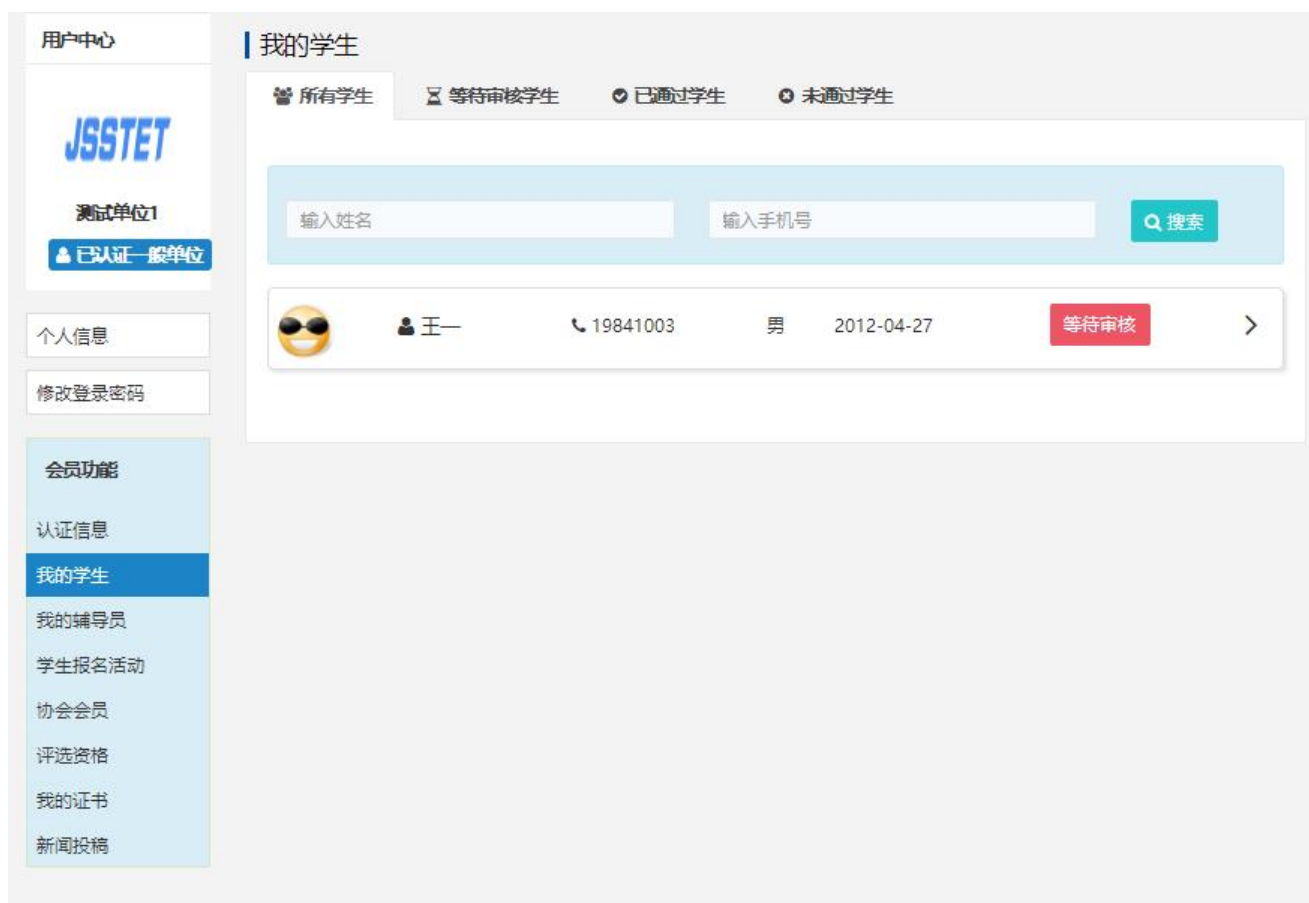 用户中心
我的学生
所有学生 等待审核学生 已通过学生 未通过学生
JSSTET
测试单位1
已认证一般单位
输入姓名 输入手机号 搜索
王一 19841003 男 2012-04-27 等待审核
个人信息
修改登录密码
会员功能
认证信息
我的学生
我的辅导员
学生报名活动
协会会员
评选资格
我的证书
新闻投稿